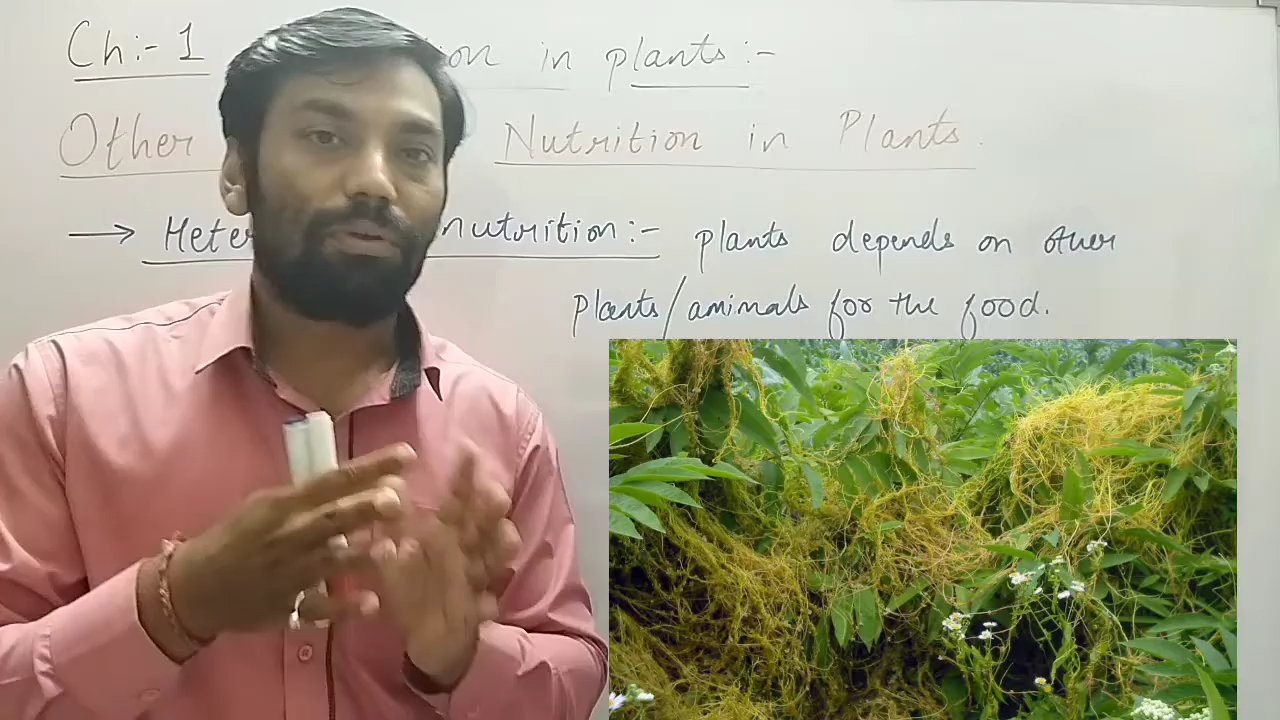 Ch:- 1 ion in plants:-
Other Nutrition in Plants.
→ Heter nutrition:- plants depends on other
plants/animals for the food.